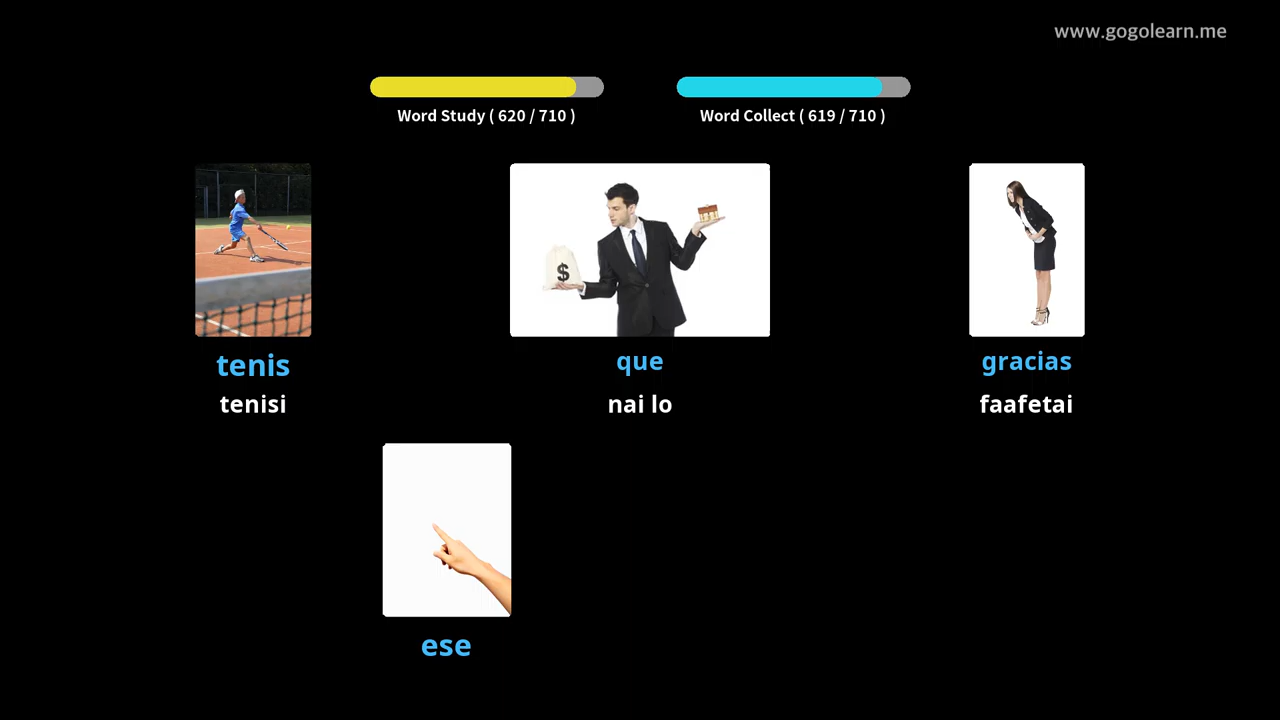 www.gogolearn.me
Word Study ( 620 / 710 )
Word Collect ( 619 / 710 )
$
tenis
que
gracias
tenisi
nai lo
faafetai
ese